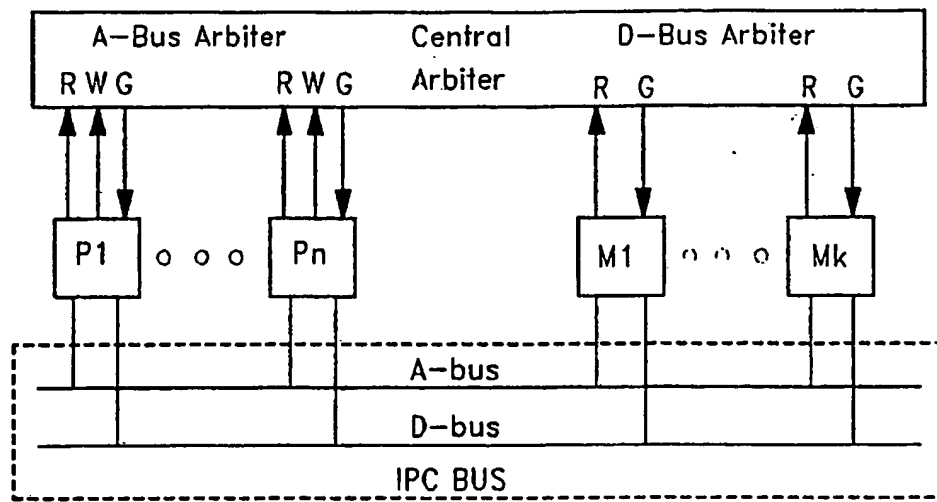 A-Bus Arbiter Central D-Bus Arbiter
Arbiter
R W G R W G R G R G
P1 Pn M1 Mk
A-bus
D-bus
IPC BUS